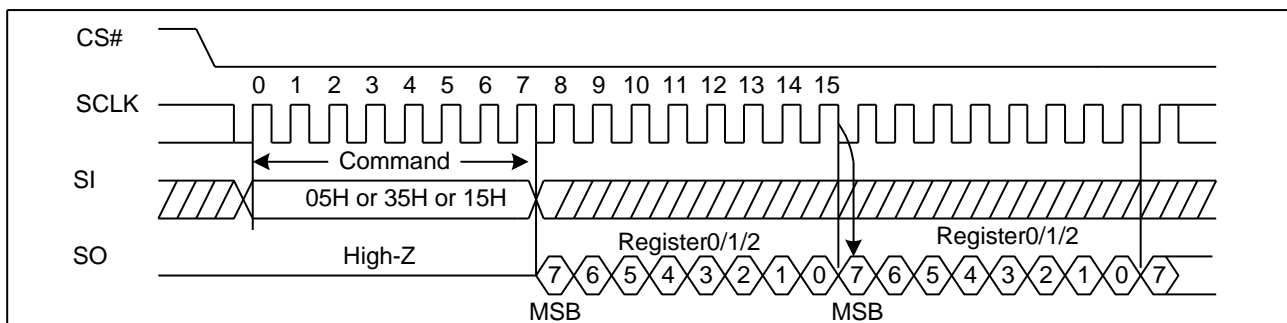 CS#
0 1 2 3 4 5 6 7 8 9 10 11 12 13 14 15
SCLK
Command
SI
05H or 35H or 15H
Register0/1/2 Register0/1/2
SO High-Z
7 6 5 4 3 2 1 0 7 6 5 4 3 2 1 0 7
MSB MSB